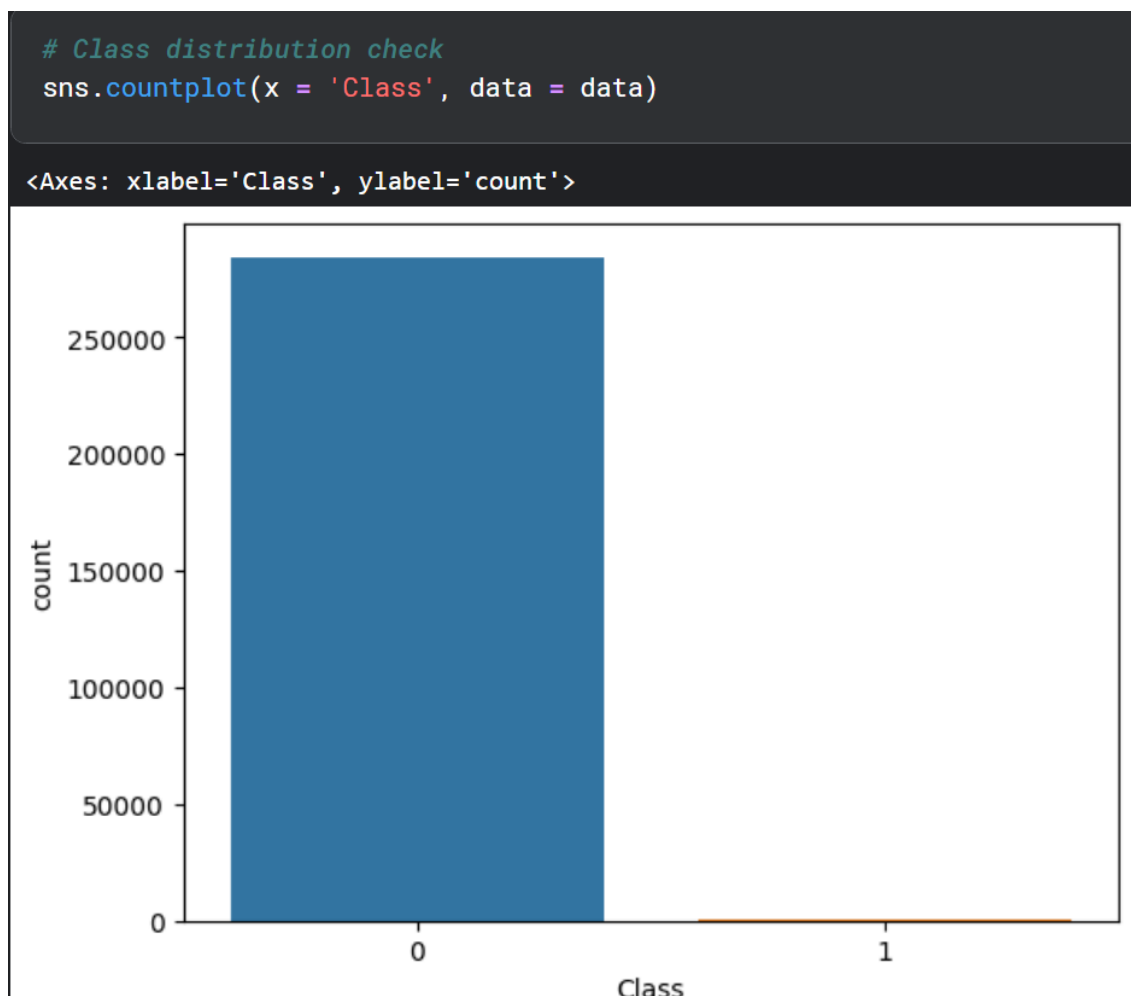 # Class distribution check
sns.countplot(x = 'Class', data = data)
<Axes: xlabel='Class', ylabel='count'>
250000
200000
150000
100000
50000
0
count
0 1
Class